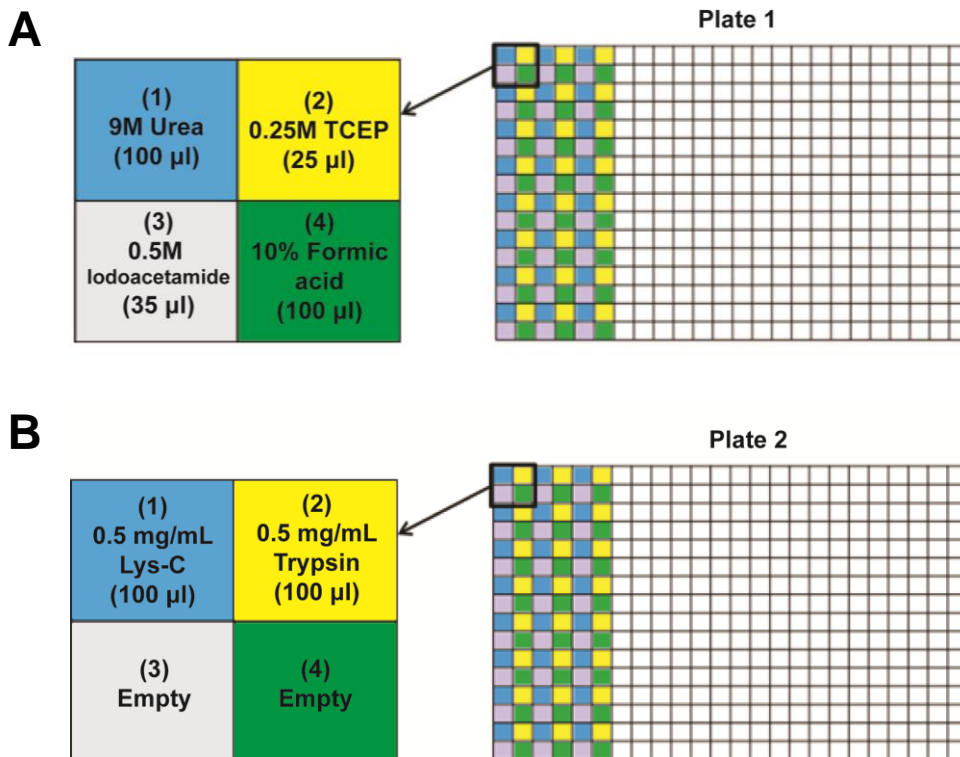 A
Plate 1
(1)
9M Urea
(100 µl)
(2)
0.25M TCEP
(25 µl)
(3)
0.5M
Iodoacetamide
(35 µl)
(4)
10% Formic
acid
(100 µl)
B
Plate 2
(1)
0.5 mg/mL
Lys-C
(100 µl)
(2)
0.5 mg/mL
Trypsin
(100 µl)
(3)
Empty
(4)
Empty